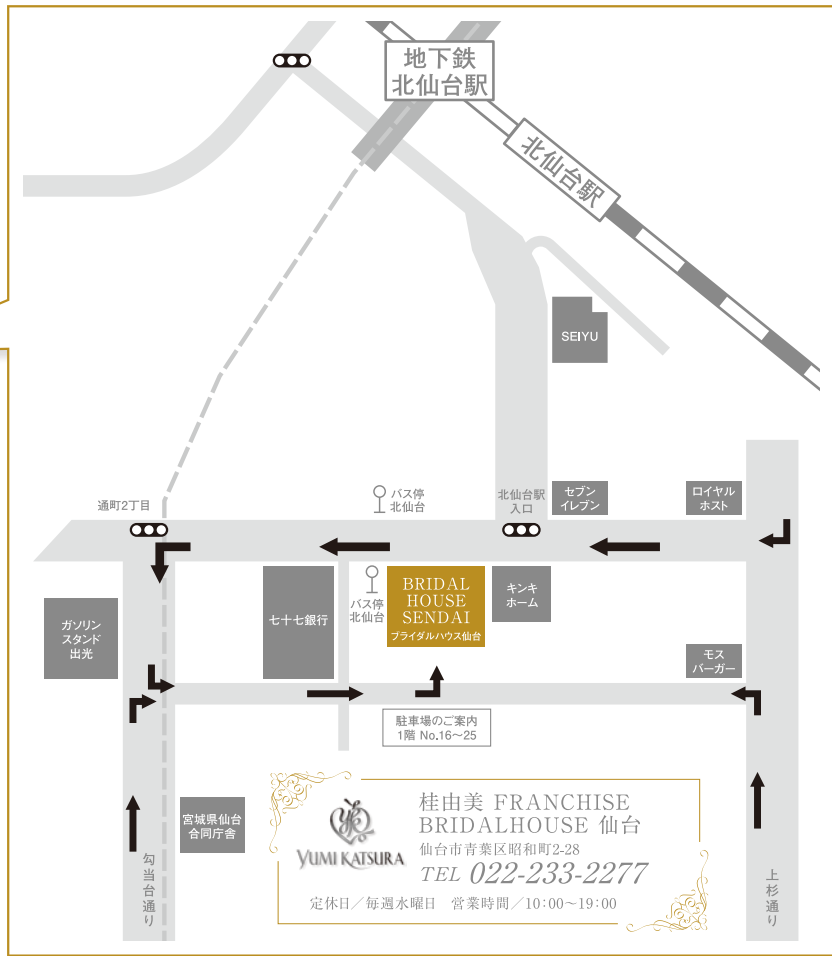 地下鉄
北仙台駅
北仙台駅
SEIYU
通町2丁目
バス停
北仙台
北仙台駅
入口
セブン
イレブン
ロイヤル
ホスト
ガソリン
スタンド
出光
七十七銀行
バス停
北仙台
BRIDAL
HOUSE
SENDAI
ブライダルハウス仙台
キンキ
ホーム
モス
バーガー
駐車場のご案内
1階 No.16〜25
宮城県仙台
合同庁舎
勾当台通り
上杉通り
YUMI KATSURA
桂由美 FRANCHISE
BRIDALHOUSE 仙台
仙台市青葉区昭和町2-28
TEL 022-233-2277
定休日／毎週水曜日 営業時間／10:00〜19:00